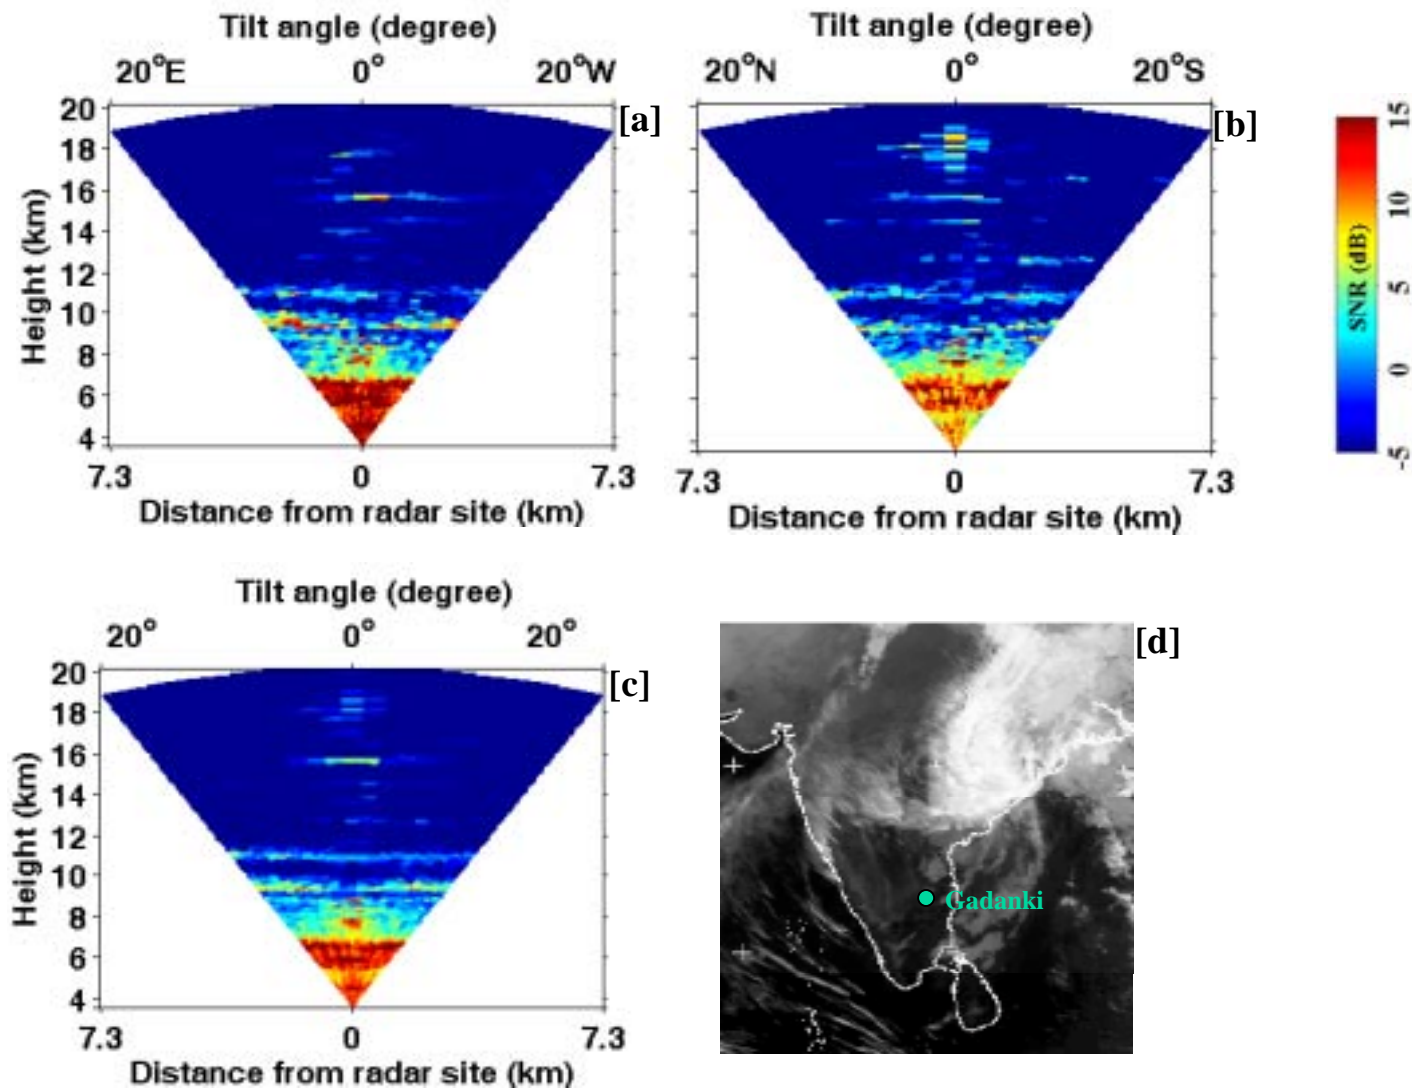 Tilt angle (degree)
20°E 0° 20°W
[a]
20
18
16
14
12
10
8
6
4
Height (km)
7.3 0 7.3
Distance from radar site (km)
Tilt angle (degree)
20°N 0° 20°S
[b]
7.3 0 7.3
Distance from radar site (km)
15
10
5
0
-5
SNR (dB)
Tilt angle (degree)
20° 0° 20°
[c]
20
18
16
14
12
10
8
6
4
Height (km)
7.3 0 7.3
Distance from radar site (km)
[d]
Gadanki